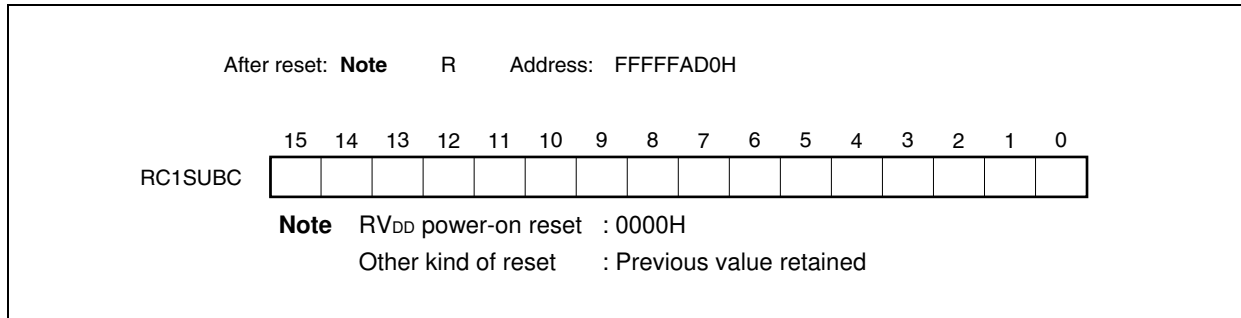 After reset: Note R Address: FFFFFAD0H
15 14 13 12 11 10 9 8 7 6 5 4 3 2 1 0
RC1SUBC
Note RVDD power-on reset : 0000H
Other kind of reset : Previous value retained